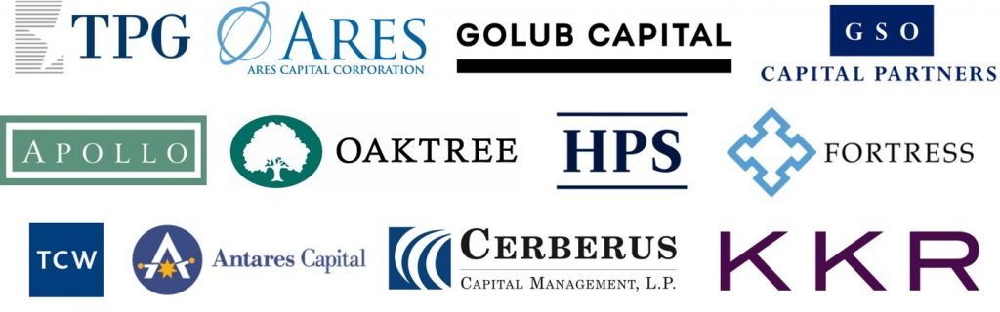 TPG
ARES
ARES CAPITAL CORPORATION
GOLUB CAPITAL
GSO
CAPITAL PARTNERS
APOLLO
OAKTREE
HPS
FORTRESS
TCW
Antares Capital
CERBERUS
CAPITAL MANAGEMENT, L.P.
KKR